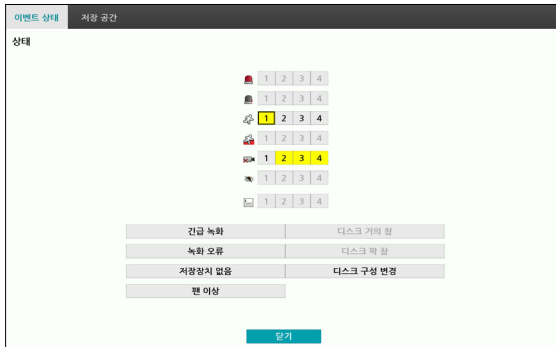 이벤트 상태 저장 공간
상태
1 2 3 4
1 2 3 4
1 2 3 4
1 2 3 4
1 2 3 4
1 2 3 4
1 2 3 4
긴급 녹화 디스크 거의 참
녹화 오류 디스크 꽉 참
저장장치 없음 디스크 구성 변경
팬 이상
닫기